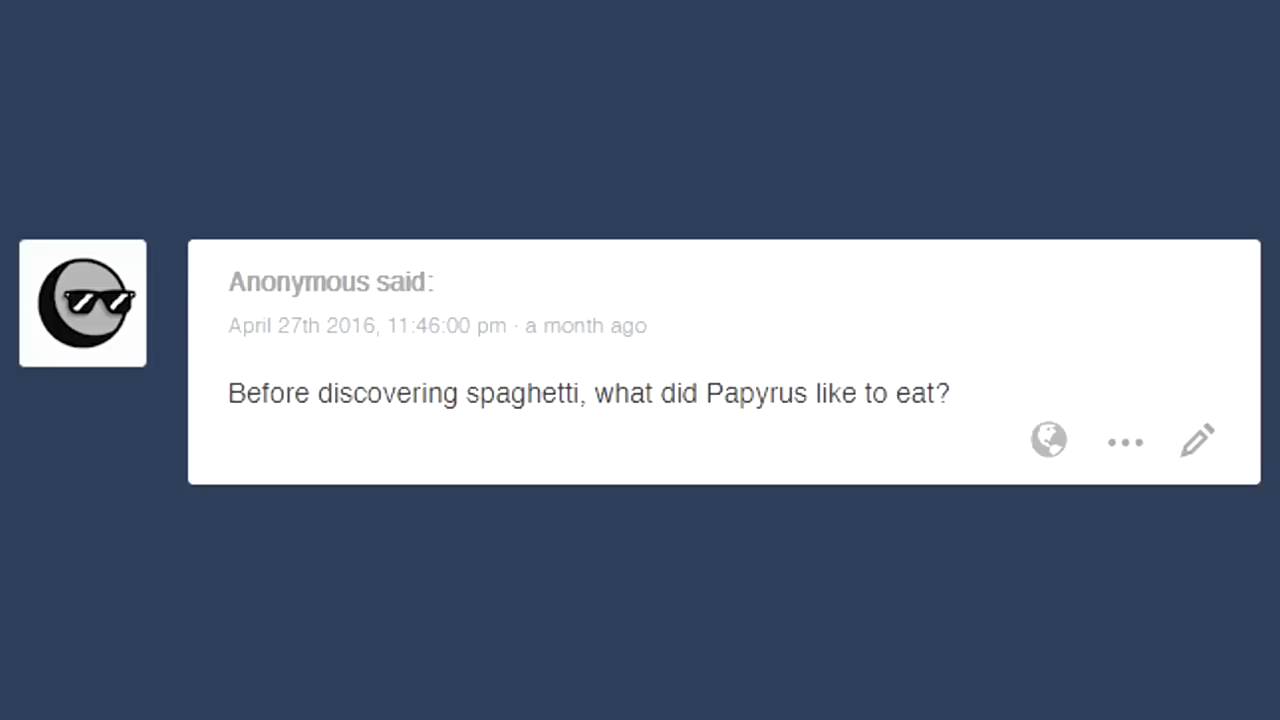 Anonymous said:
April 27th 2016, 11:46:00 pm · a month ago
Before discovering spaghetti, what did Papyrus like to eat?